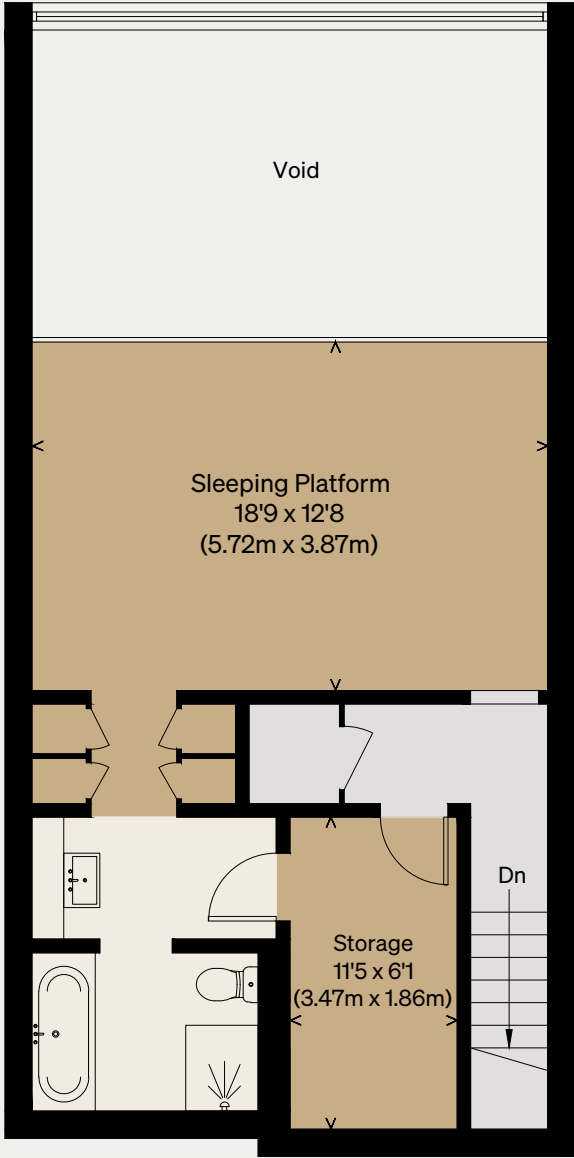 Void
Sleeping Platform
18'9 x 12'8
(5.72m x 3.87m)
Dn
Storage
11'5 x 6'1
(3.47m x 1.86m)